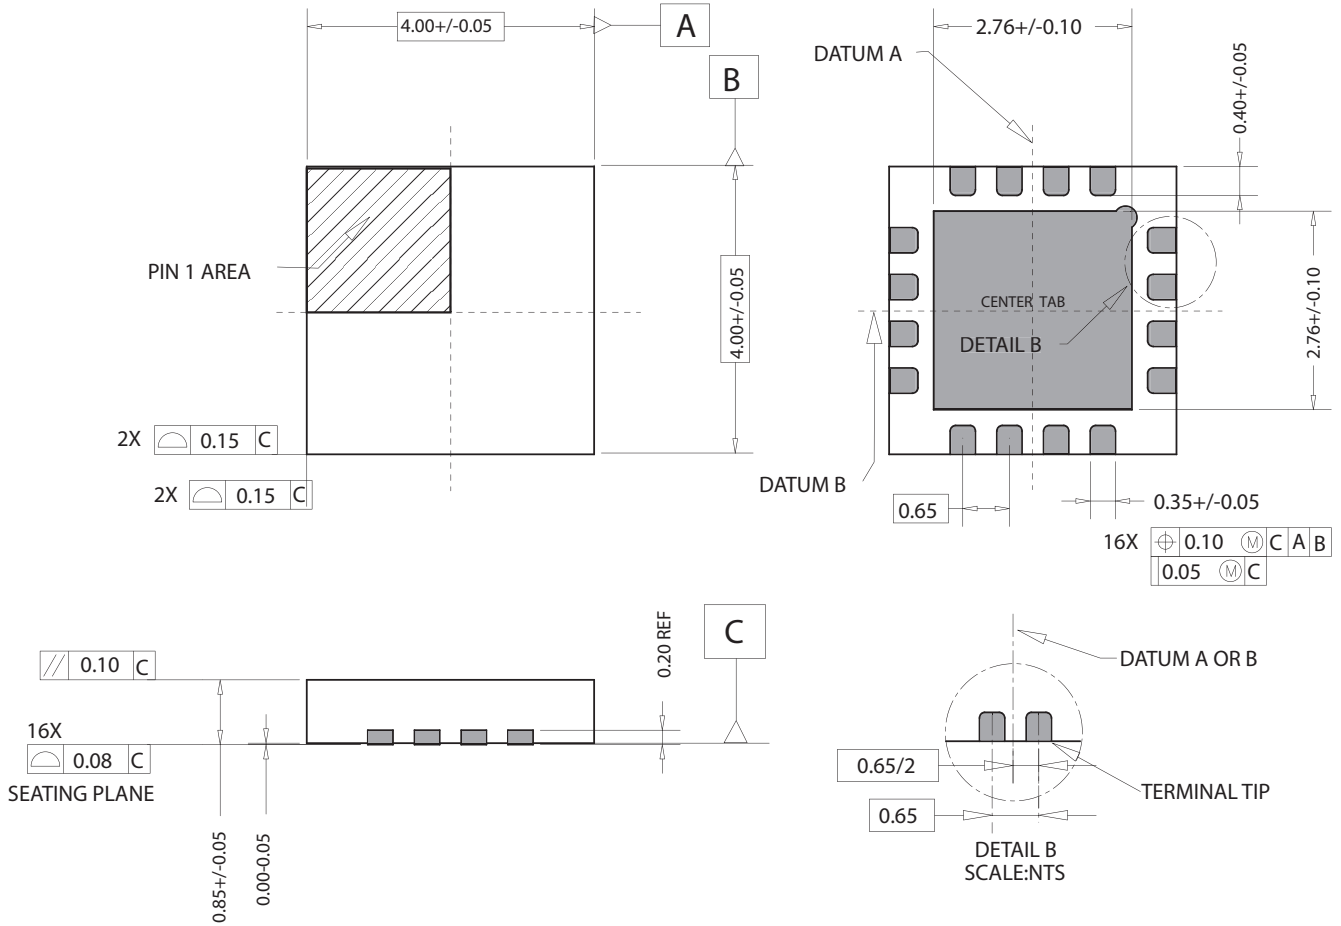 4.00+/-0.05
A
B
PIN 1 AREA
4.00+/-0.05
2X 0.15 C
2X 0.15 C
2.76+/-0.10
DATUM A
0.40+/-0.05
CENTER TAB
DETAIL B
2.76+/-0.10
DATUM B
0.65
0.35+/-0.05
16X 0.10 Ⓜ C A B
0.05 Ⓜ C
// 0.10 C
16X
0.08 C
SEATING PLANE
0.85+/-0.05
0.00-0.05
0.20 REF
C
DATUM A OR B
0.65/2
0.65
TERMINAL TIP
DETAIL B
SCALE:NTS